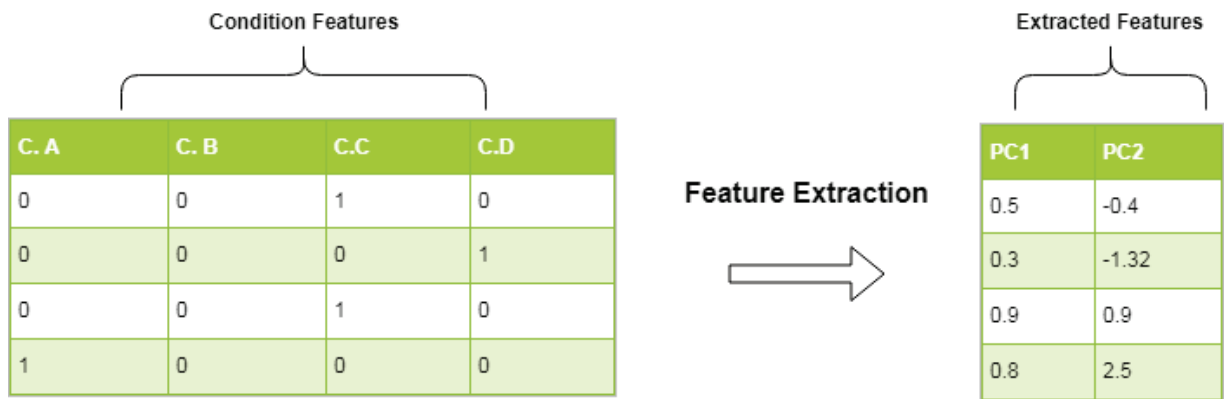 Condition Features
Extracted Features
C. A C. B C.C C.D
0 0 1 0
0 0 0 1
0 0 1 0
1 0 0 0
Feature Extraction
PC1 PC2
0.5 -0.4
0.3 -1.32
0.9 0.9
0.8 2.5